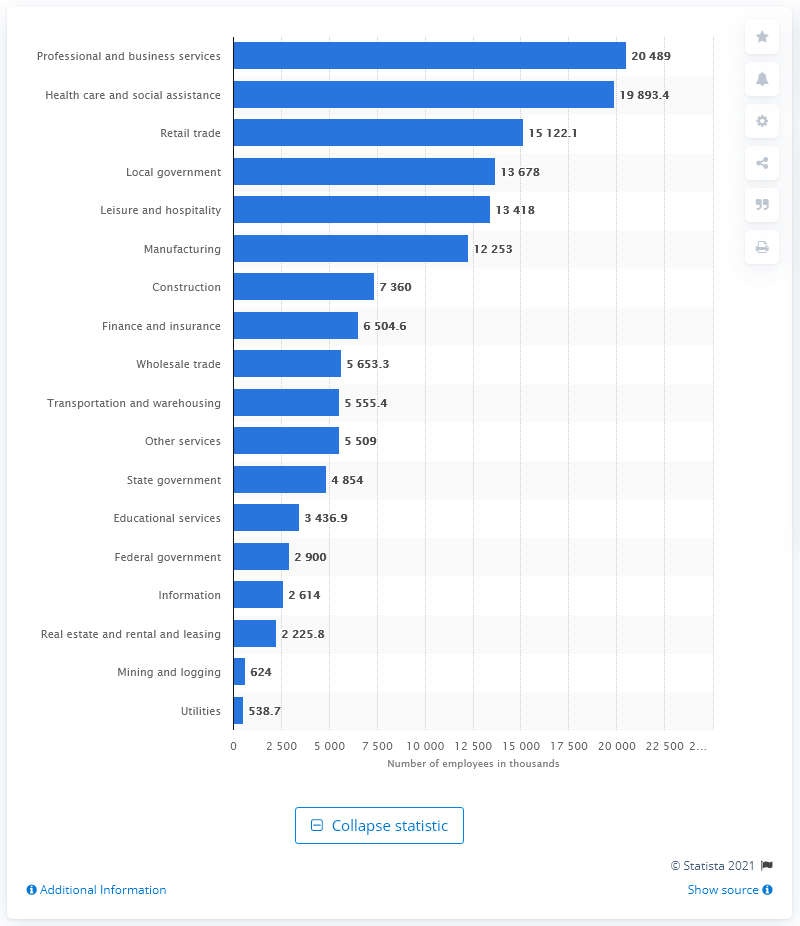 Professional and business services 20 489
Health care and social assistance 19 893.4
Retail trade 15 122.1
Local government 13 678
Leisure and hospitality 13 418
Manufacturing 12 253
Construction 7 360
Finance and insurance 6 504.6
Wholesale trade 5 653.3
Transportation and warehousing 5 555.4
Other services 5 509
State government 4 854
Educational services 3 436.9
Federal government 2 900
Information 2 614
Real estate and rental and leasing 2 225.8
Mining and logging 624
Utilities 538.7
0 2 500 5 000 7 500 10 000 12 500 15 000 17 500 20 000 22 500 2…
Number of employees in thousands
Collapse statistic
© Statista 2021
Additional Information Show source